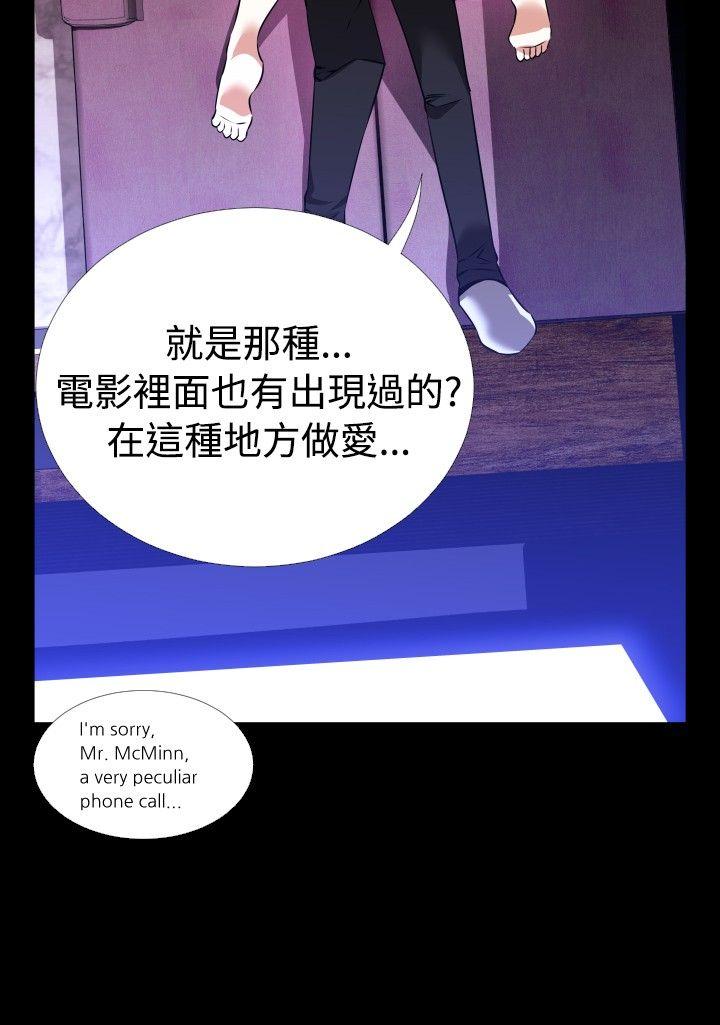 就是那種...
電影裡面也有出現過的?
在這種地方做愛...
I'm sorry,
Mr. McMinn,
a very peculiar
phone call...